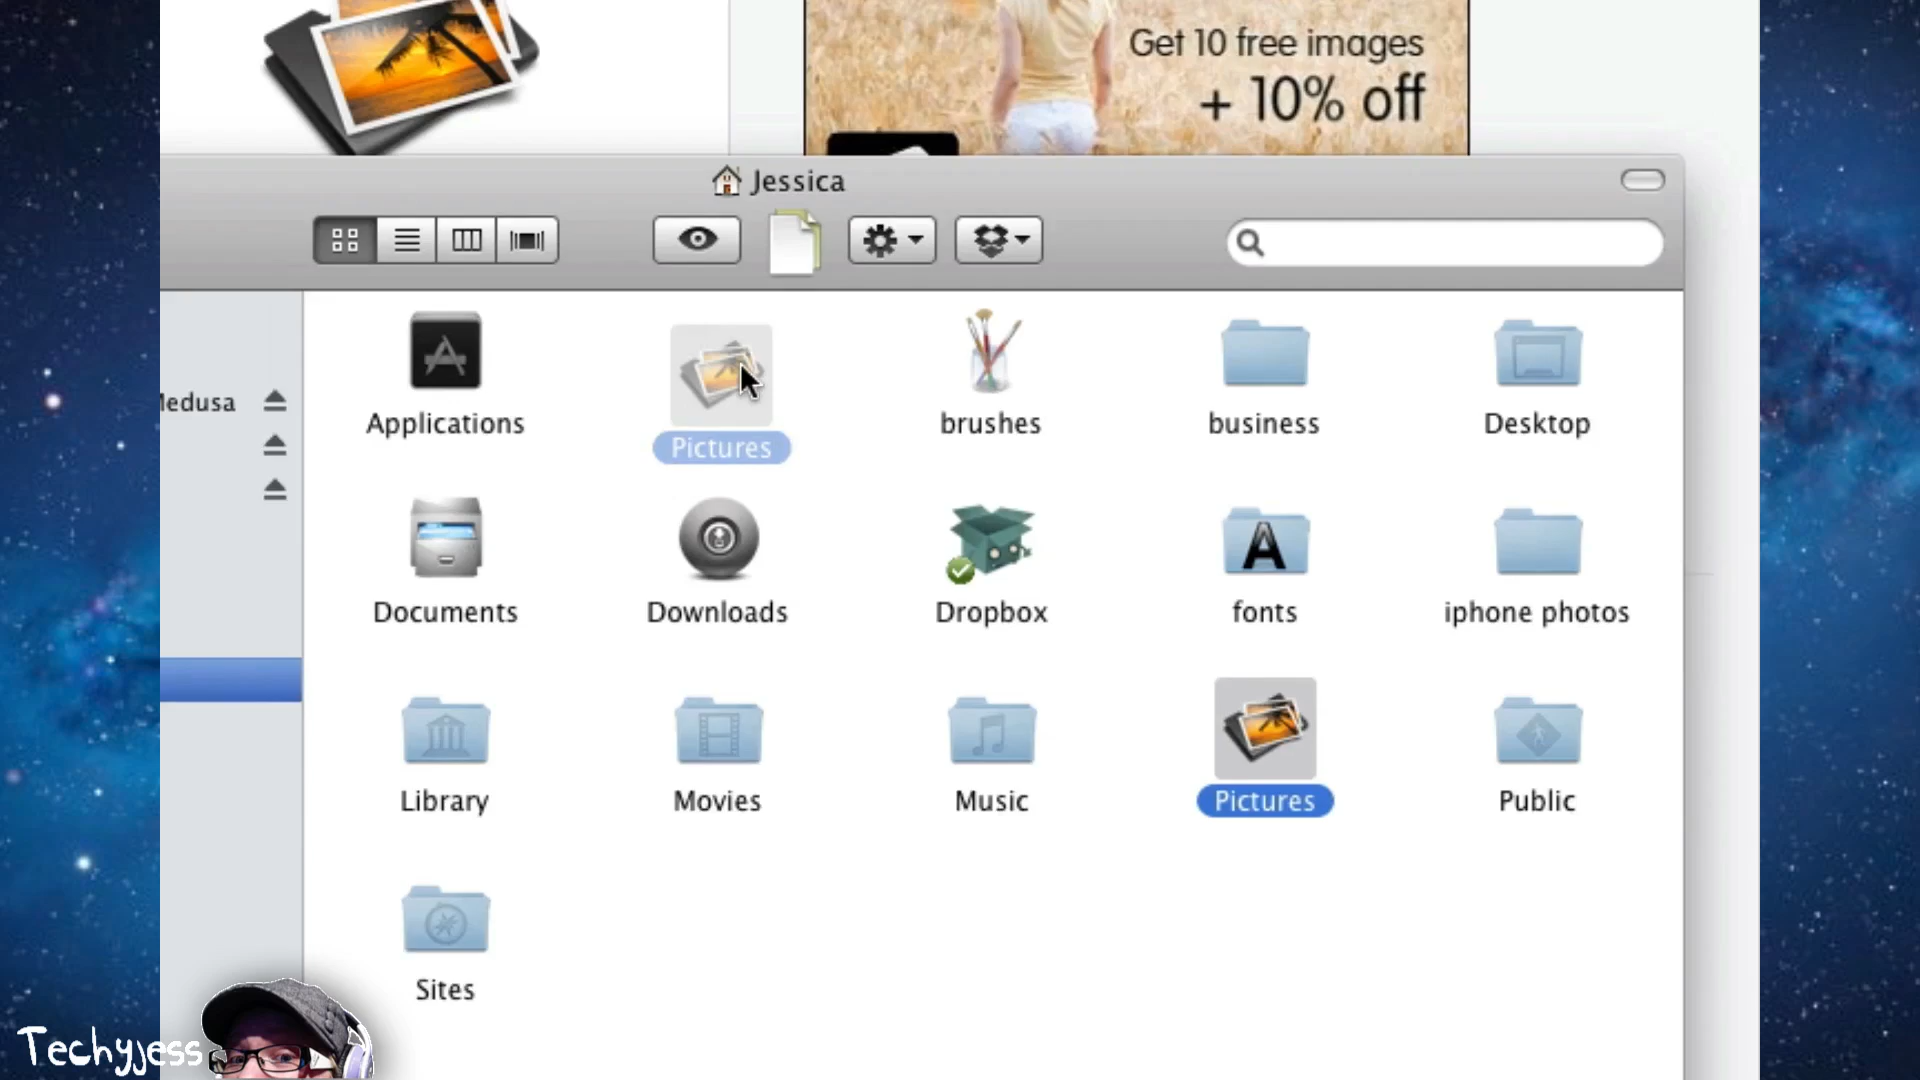 Get 10 free images
+ 10% off
Jessica
Medusa
Applications
Pictures
brushes
business
Desktop
Documents
Downloads
Dropbox
fonts
iphone photos
Library
Movies
Music
Pictures
Public
Sites
Techyjess